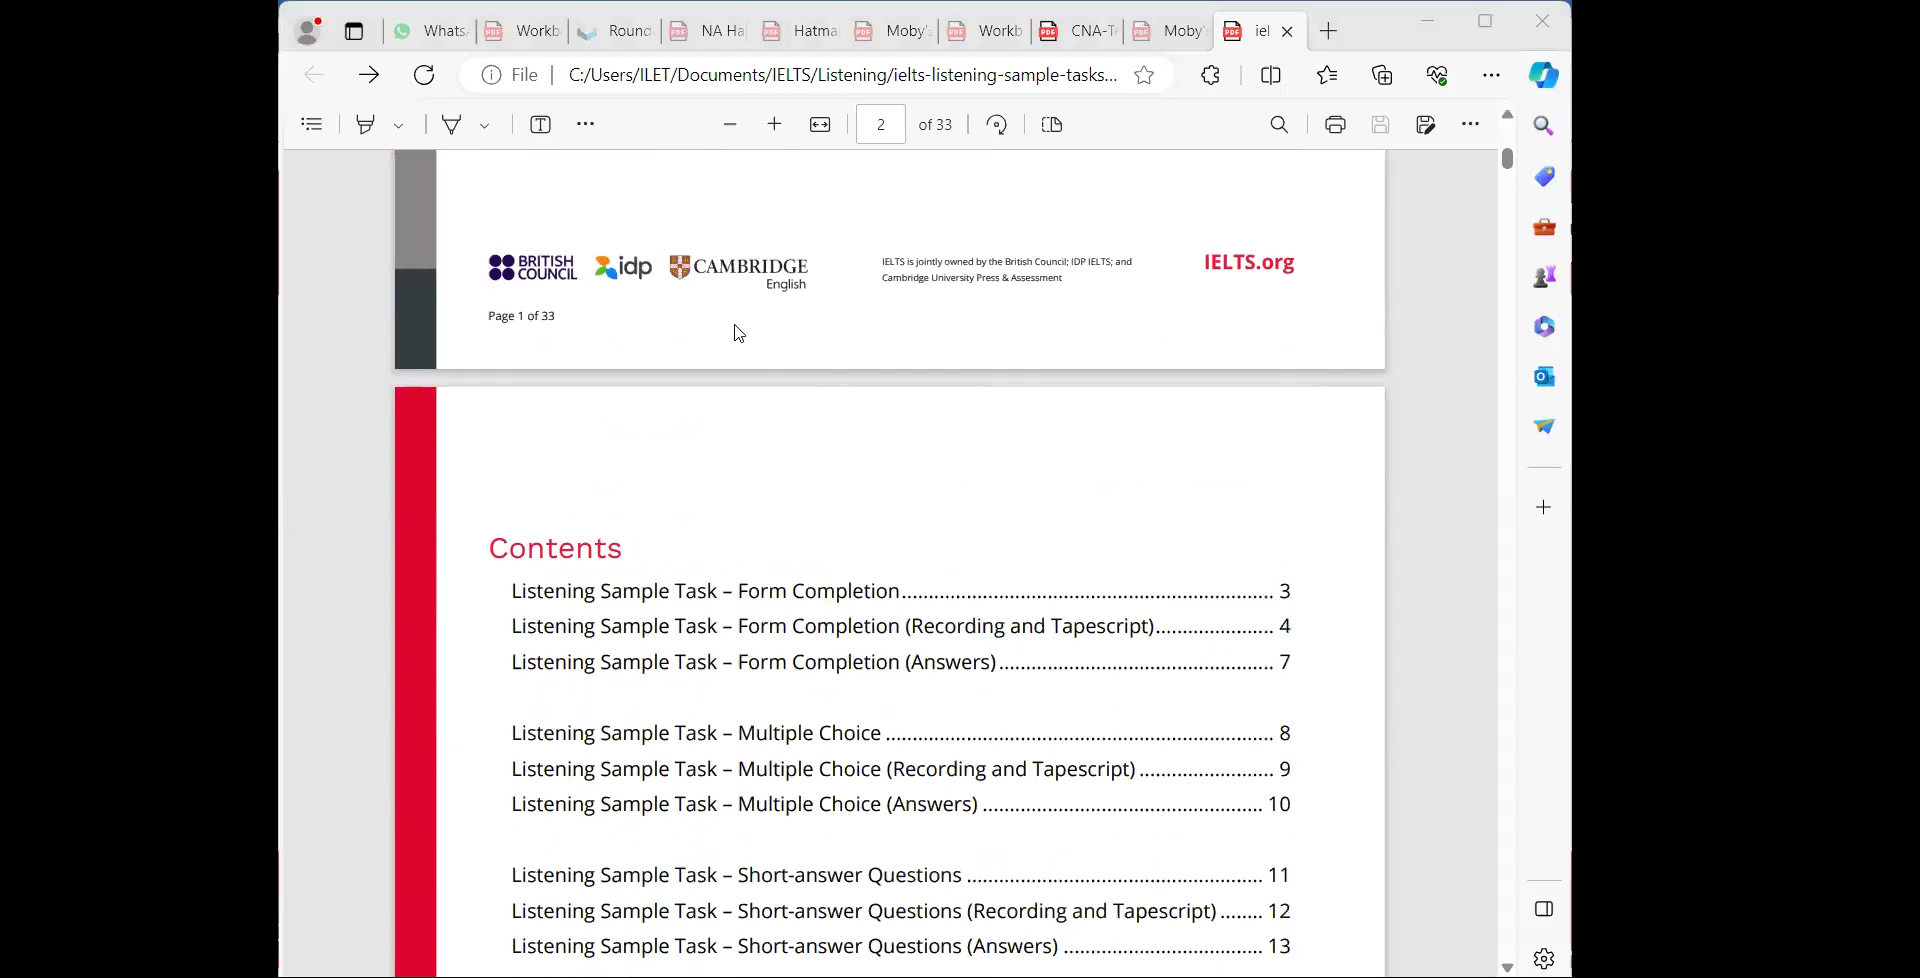 Whats
Workb
Round
NA Ha
Hatma
Moby'
Workb
CNA-T
Moby'
iel
File
C:/Users/ILET/Documents/IELTS/Listening/ielts-listening-sample-tasks...
2 of 33
BRITISH
COUNCIL
idp
CAMBRIDGE
English
IELTS is jointly owned by the British Council; IDP IELTS; and
Cambridge University Press & Assessment
IELTS.org
Page 1 of 33
Contents
Listening Sample Task – Form Completion.......................................................................... 3
Listening Sample Task – Form Completion (Recording and Tapescript)....................... 4
Listening Sample Task – Form Completion (Answers)...................................................... 7
Listening Sample Task – Multiple Choice ............................................................................. 8
Listening Sample Task – Multiple Choice (Recording and Tapescript) .......................... 9
Listening Sample Task – Multiple Choice (Answers) ....................................................... 10
Listening Sample Task – Short-answer Questions .......................................................... 11
Listening Sample Task – Short-answer Questions (Recording and Tapescript) ........ 12
Listening Sample Task – Short-answer Questions (Answers) ....................................... 13